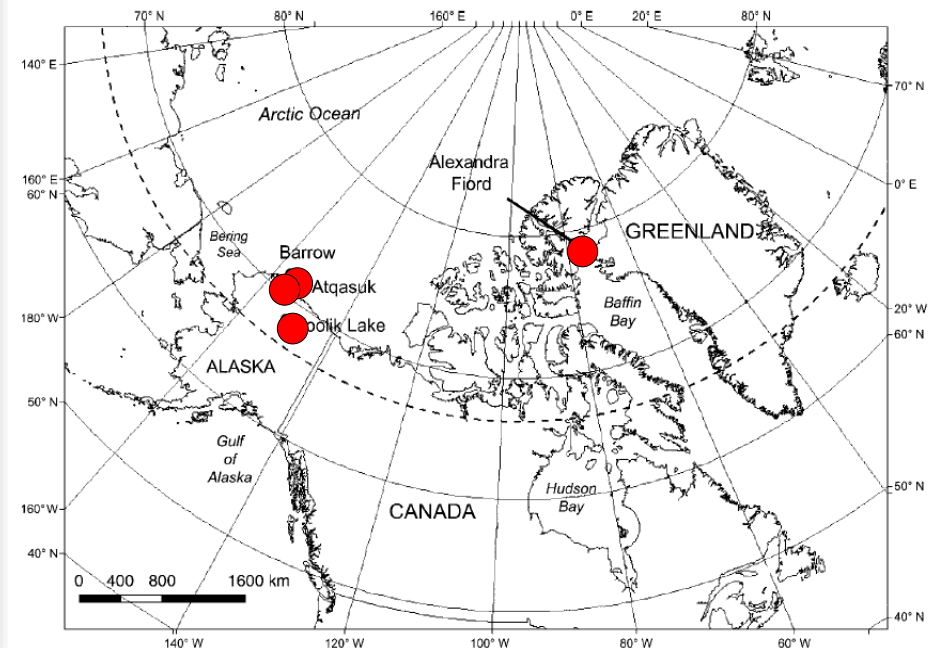 70° N
80° N
160° E
0° E
20° E
80° N
140° E
70° N
Arctic Ocean
Alexandra
Fiord
160° E
60° N
0° E
GREENLAND
Bering
Sea
Barrow
Atqasuk
Baffin
Bay
20° W
180° W
oolik Lake
60° N
ALASKA
50° N
Gulf
of
Alaska
Hudson
Bay
50° N
CANADA
160° W
40° N
0 400 800 1600 km
40° N
140° W
120° W
100° W
80° W
60° W